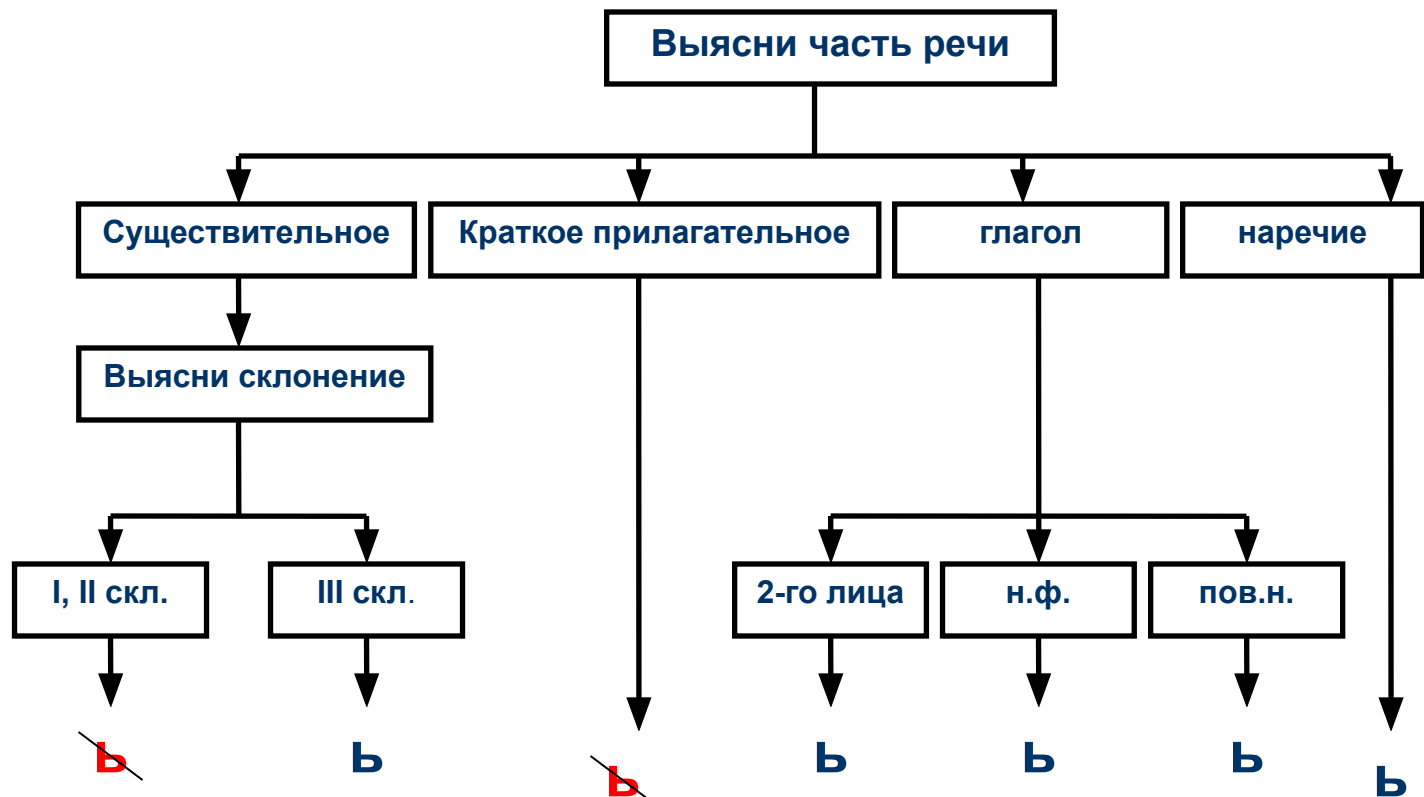 Выясни часть речи
Существительное
Краткое прилагательное
глагол
наречие
Выясни склонение
I, II скл.
III скл.
2-го лица
н.ф.
пов.н.
ь
ь
ь
ь
ь
ь
ь